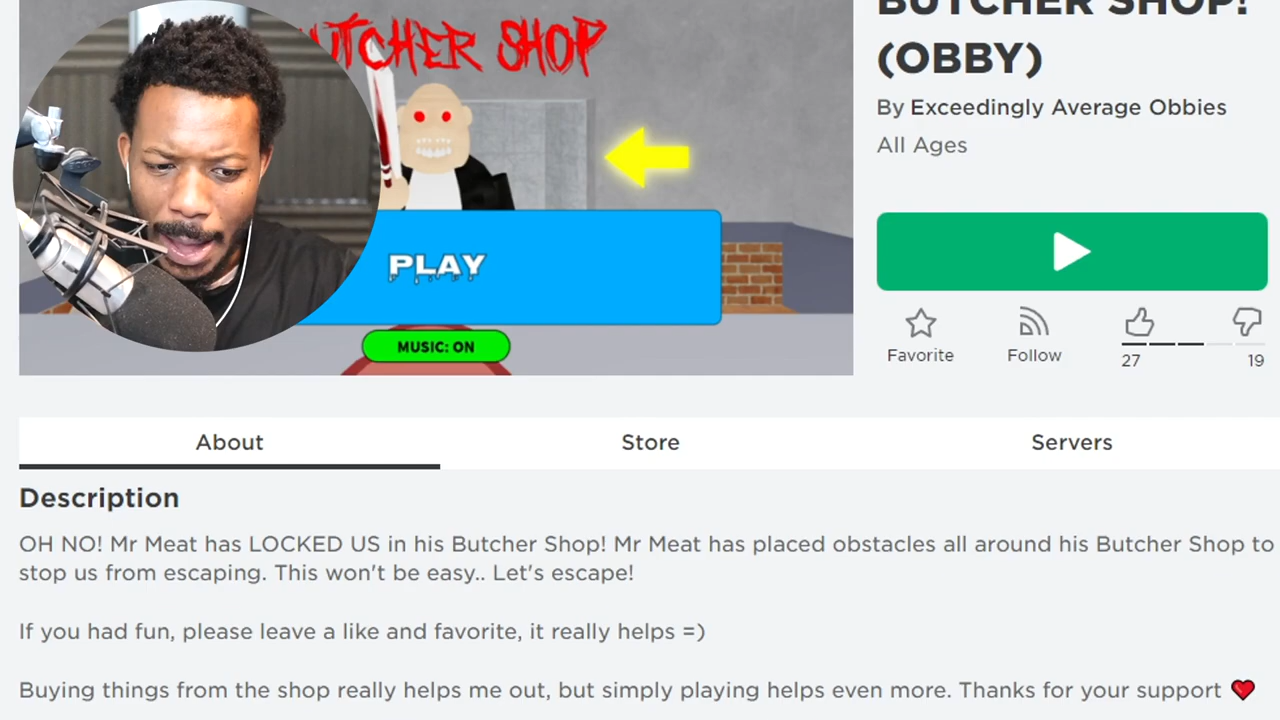 BUTCHER SHOP!
(OBBY)
BUTCHER SHOP
By Exceedingly Average Obbies
All Ages
PLAY
MUSIC: ON
Favorite
Follow
27
19
About
Store
Servers
Description
OH NO! Mr Meat has LOCKED US in his Butcher Shop! Mr Meat has placed obstacles all around his Butcher Shop to
stop us from escaping. This won't be easy.. Let's escape!
If you had fun, please leave a like and favorite, it really helps =)
Buying things from the shop really helps me out, but simply playing helps even more. Thanks for your support ❤